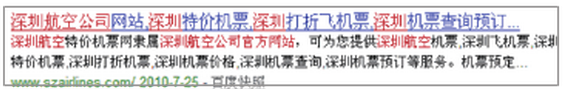 深圳航空公司网站,深圳特价机票,深圳打折飞机票,深圳机票查询预订...
深圳航空特价机票网隶属深圳航空公司官方网站，可为您提供深圳航空机票,深圳飞机票,深圳
特价机票,深圳打折机票,深圳机票价格,深圳机票查询,深圳机票预订等服务。机票预定...
www.szairlines.com/ 2010-7-25 - 百度快照